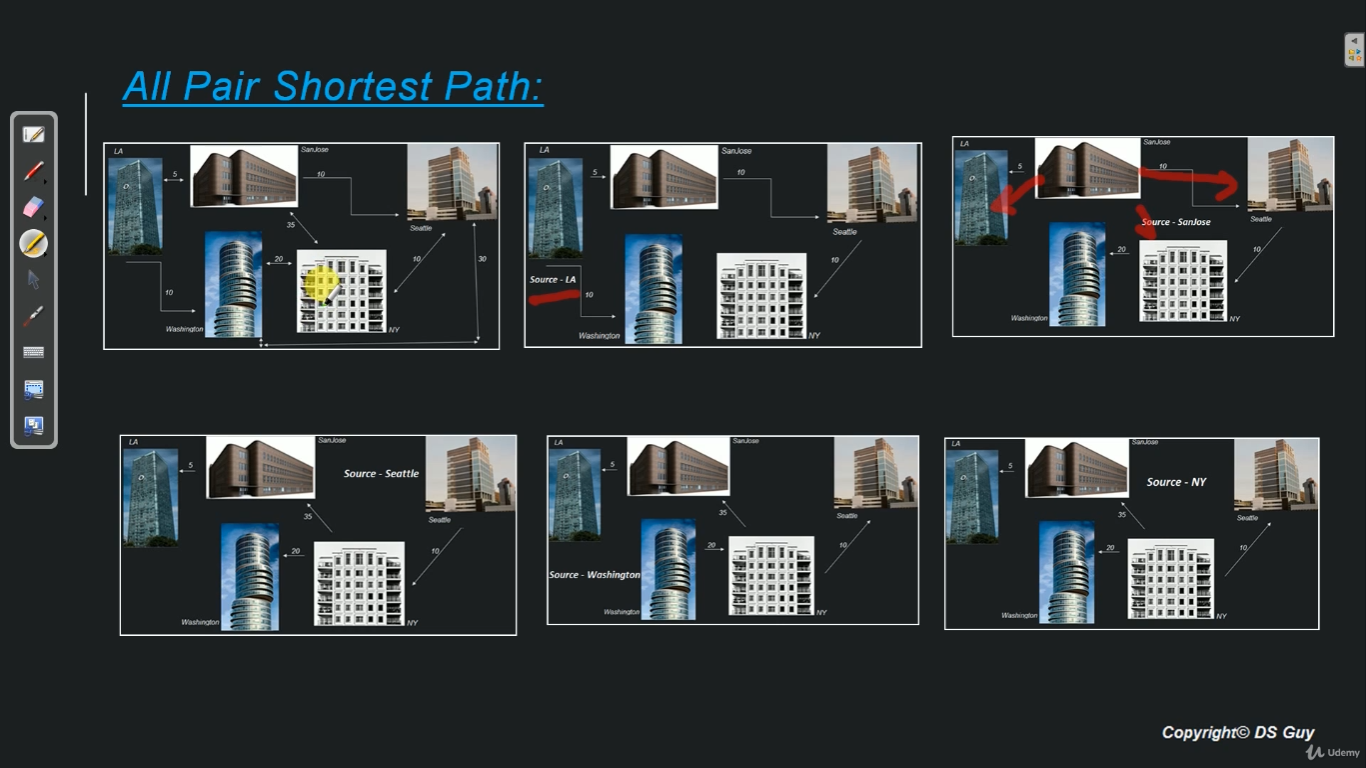 All Pair Shortest Path:
LA
SanJose
5
10
Seattle
35
20
10
30
10
Washington
NY
LA
SanJose
5
10
Seattle
Source - LA
10
10
Washington
NY
LA
SanJose
5
10
Source - SanJose
Seattle
20
10
Washington
NY
LA
SanJose
5
Source - Seattle
Seattle
35
20
10
Washington
NY
LA
SanJose
5
Seattle
35
20
10
Source - Washington
Washington
NY
LA
SanJose
5
Source - NY
Seattle
35
20
10
Washington
NY
Copyright© DS Guy
Udemy